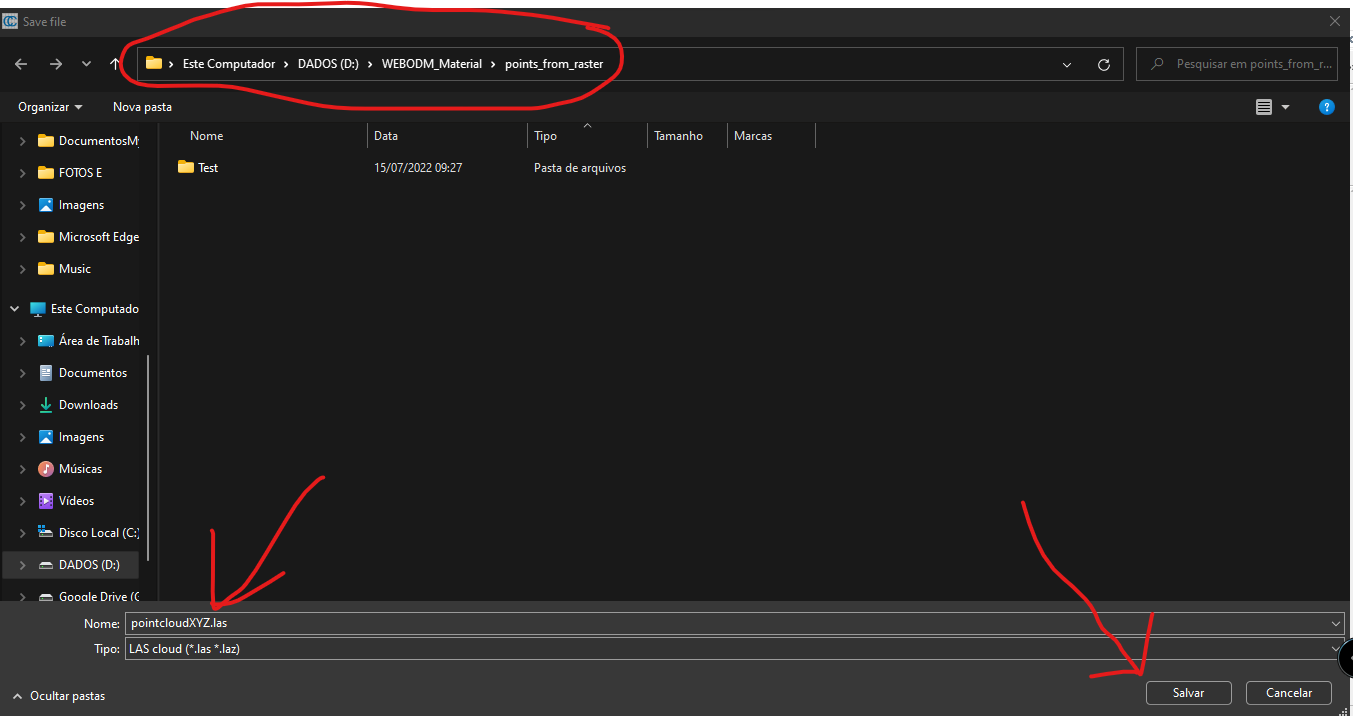 Save file
Este Computador > DADOS (D:) > WEBODM_Material > points_from_raster
Pesquisar em points_from_r...
Organizar
Nova pasta
Nome
Data
Tipo
Tamanho
Marcas
Test
15/07/2022 09:27
Pasta de arquivos
DocumentosMy
FOTOS E
Imagens
Microsoft Edge
Music
Este Computado
Área de Trabalh
Documentos
Downloads
Imagens
Músicas
Vídeos
Disco Local (C:)
DADOS (D:)
Google Drive (G
Nome: pointcloudXYZ.las
Tipo: LAS cloud (*.las *.laz)
Ocultar pastas
Salvar
Cancelar